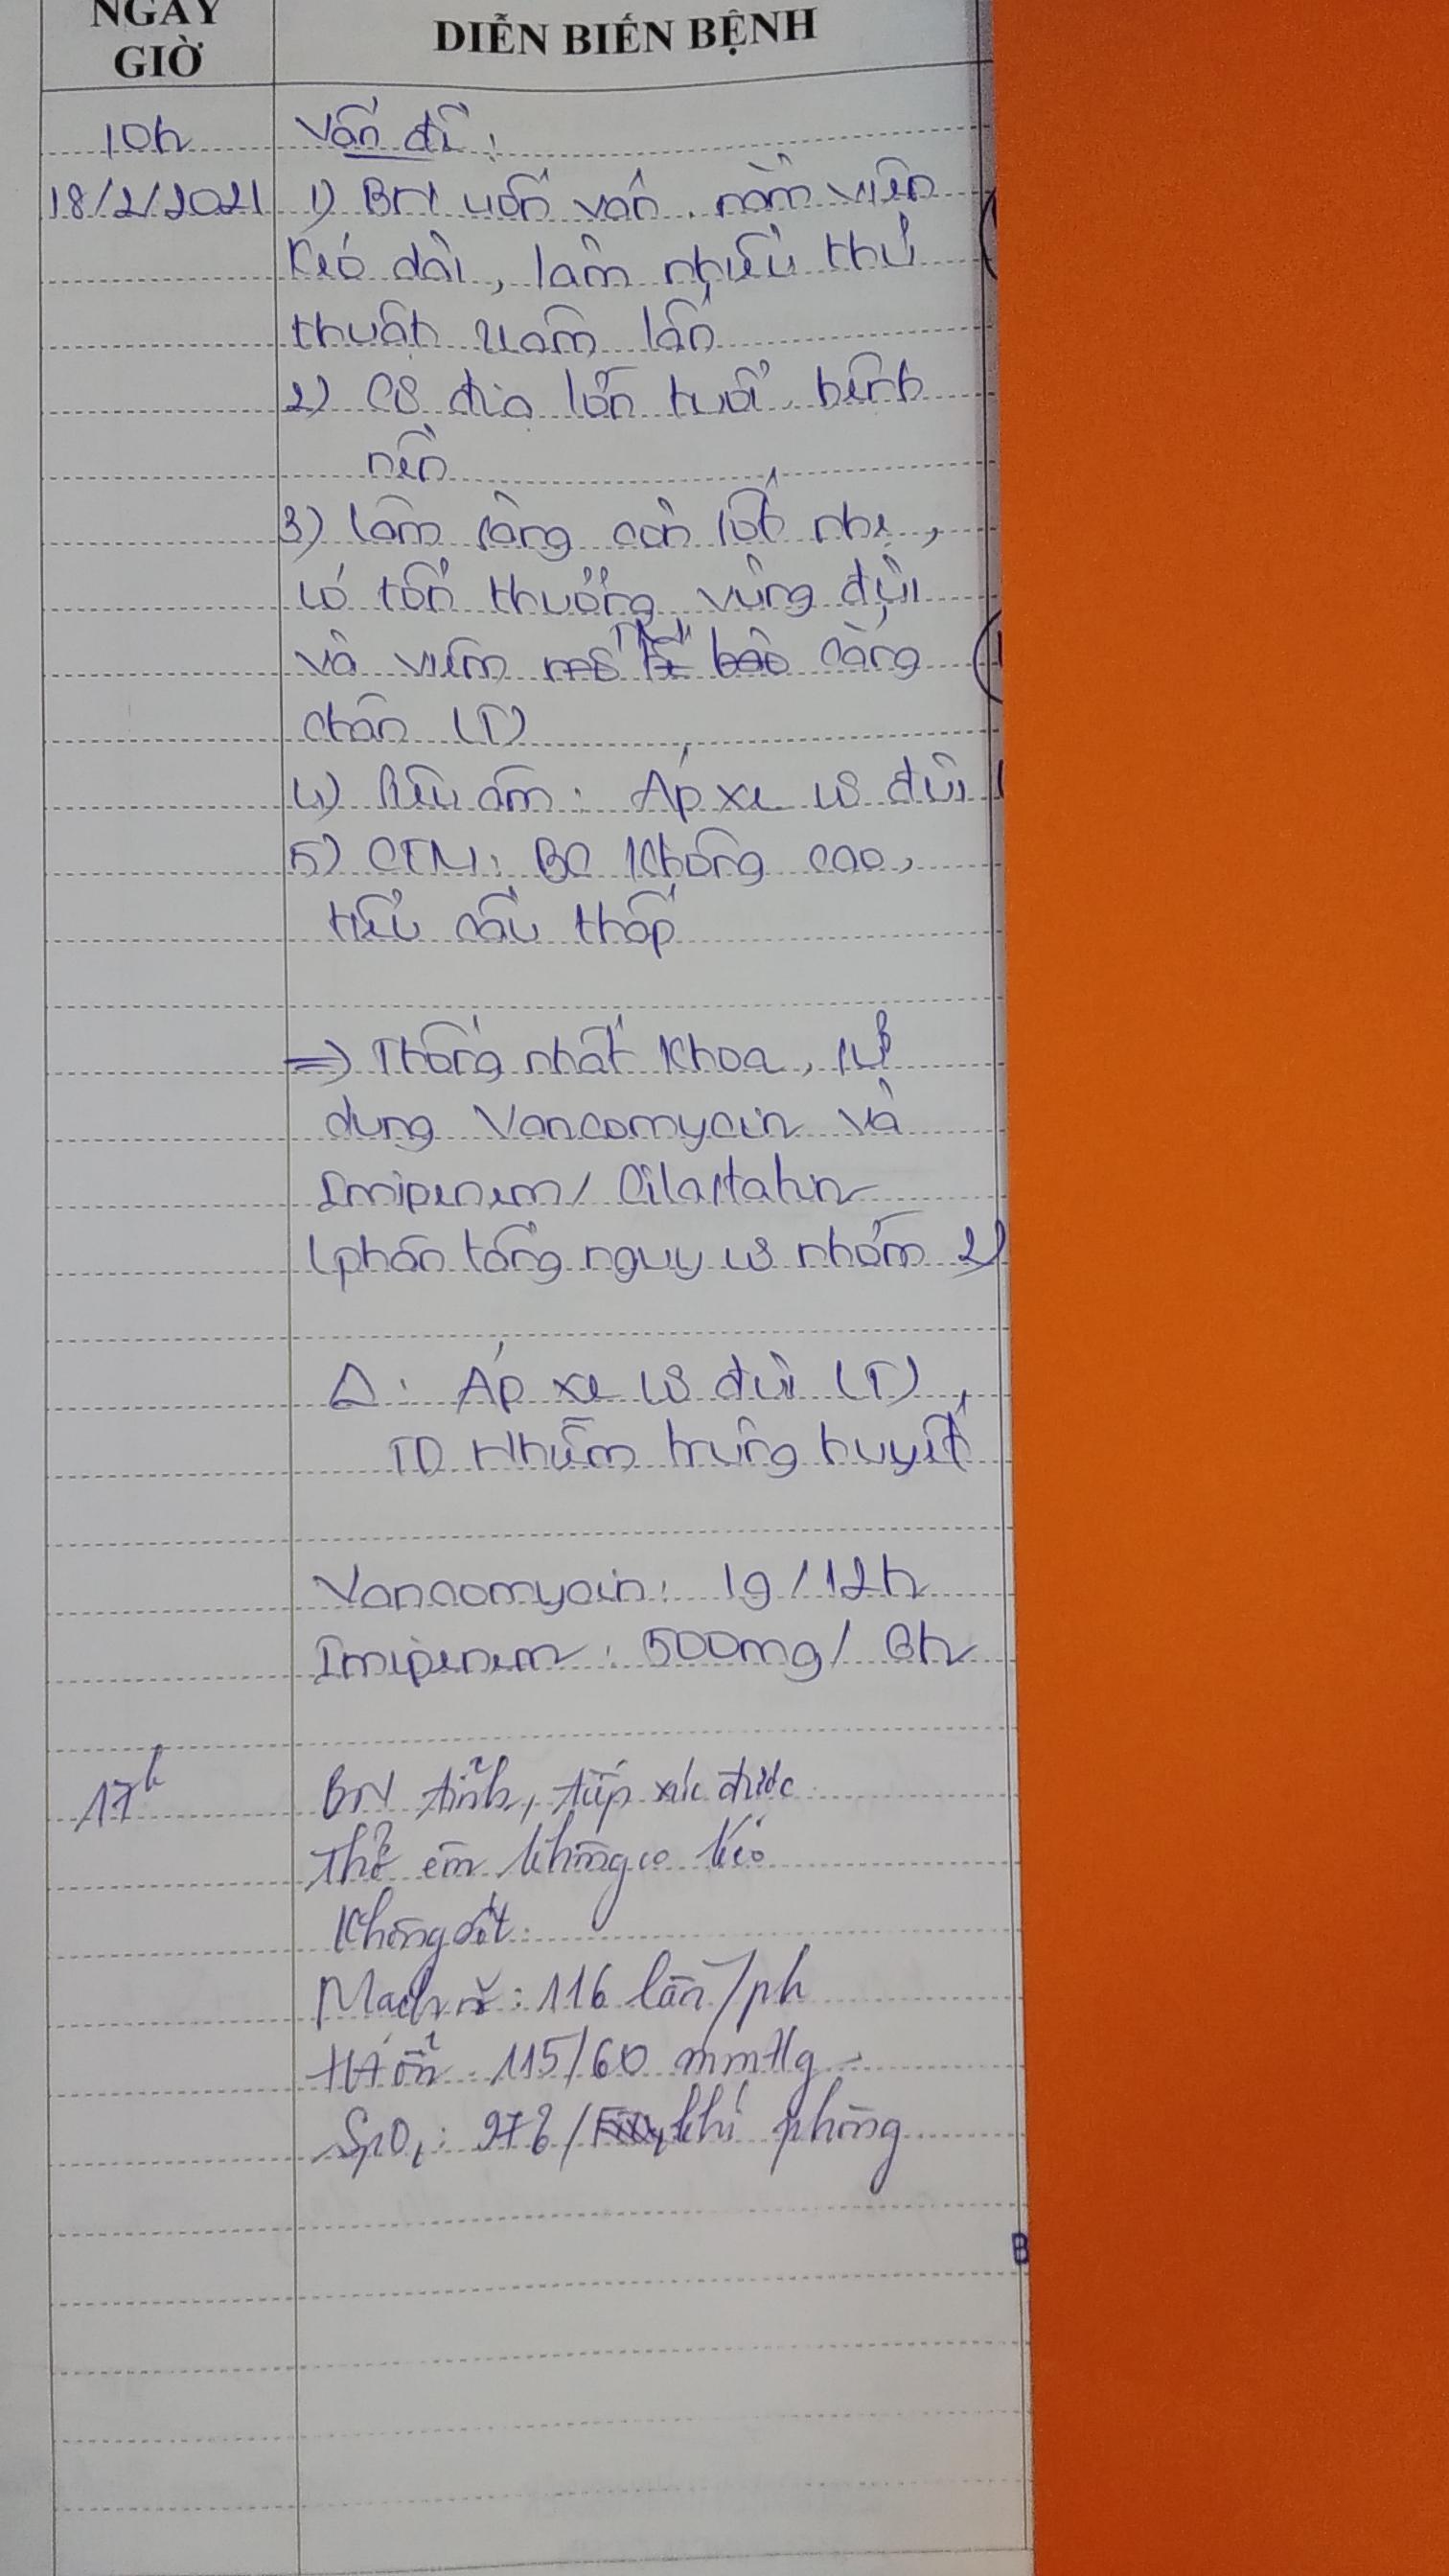 NGÀY
GIỜ
DIỄN BIẾN BỆNH
10h
Vấn đề :
18/2/2021
1) BN uốn ván, nằm viện
kéo dài, làm nhiều thủ
thuật xâm lấn
2) Cơ địa lớn tuổi, bệnh
nền
3) Lâm sàng còn sốt nhẹ,
có tổn thương vùng đùi
và viêm mô tế bào cẳng
chân (T)
4) Siêu âm : Áp xe cơ đùi
5) CTM : BC không cao,
tiểu cầu thấp
=> Thống nhất khoa, sử
dụng Vancomycin và
Imipenem/ Cilastatin
(phân tầng nguy cơ nhóm 2)
Δ : Áp xe cơ đùi (T),
TD Nhiễm trùng huyết
Vancomycin : 1g / 12h
Imipenem : 500mg/ 6h
17h
BN tỉnh, tiếp xúc được
Thở êm không co kéo
Không sốt.
Mạch rõ : 116 lần/ph
HA ổn 115/60 mmHg
SpO2 : 97% / khí phòng
B